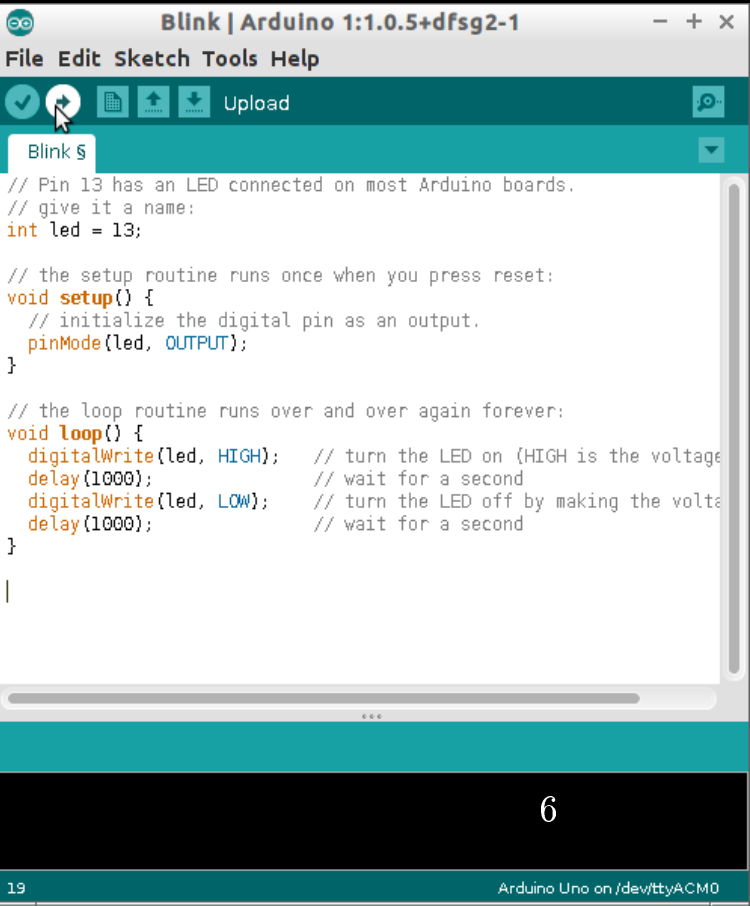 Blink | Arduino 1:1.0.5+dfsg2-1
File Edit Sketch Tools Help
Upload
Blink §
// Pin 13 has an LED connected on most Arduino boards.
// give it a name:
int led = 13;
// the setup routine runs once when you press reset:
void setup() {
  // initialize the digital pin as an output.
  pinMode(led, OUTPUT);
}
// the loop routine runs over and over again forever:
void loop() {
  digitalWrite(led, HIGH);   // turn the LED on (HIGH is the voltage
  delay(1000);               // wait for a second
  digitalWrite(led, LOW);    // turn the LED off by making the volta
  delay(1000);               // wait for a second
}
6
19 Arduino Uno on /dev/ttyACM0